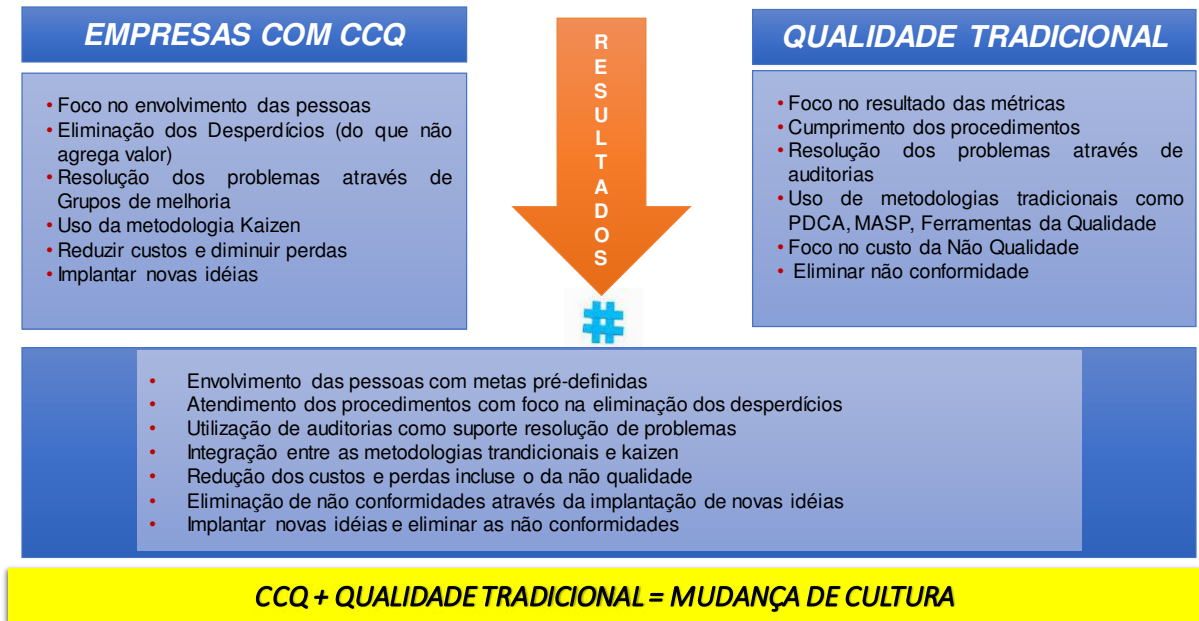 EMPRESAS COM CCQ
• Foco no envolvimento das pessoas
• Eliminação dos Desperdícios (do que não
agrega valor)
• Resolução dos problemas através de
Grupos de melhoria
• Uso da metodologia Kaizen
• Reduzir custos e diminuir perdas
• Implantar novas idéias
R
E
S
U
L
T
A
D
O
S
#
QUALIDADE TRADICIONAL
• Foco no resultado das métricas
• Cumprimento dos procedimentos
• Resolução dos problemas através de
auditorias
• Uso de metodologias tradicionais como
PDCA, MASP, Ferramentas da Qualidade
• Foco no custo da Não Qualidade
• Eliminar não conformidade
• Envolvimento das pessoas com metas pré-definidas
• Atendimento dos procedimentos com foco na eliminação dos desperdícios
• Utilização de auditorias como suporte resolução de problemas
• Integração entre as metodologias trandicionais e kaizen
• Redução dos custos e perdas incluse o da não qualidade
• Eliminação de não conformidades através da implantação de novas idéias
• Implantar novas idéias e eliminar as não conformidades
CCQ + QUALIDADE TRADICIONAL = MUDANÇA DE CULTURA